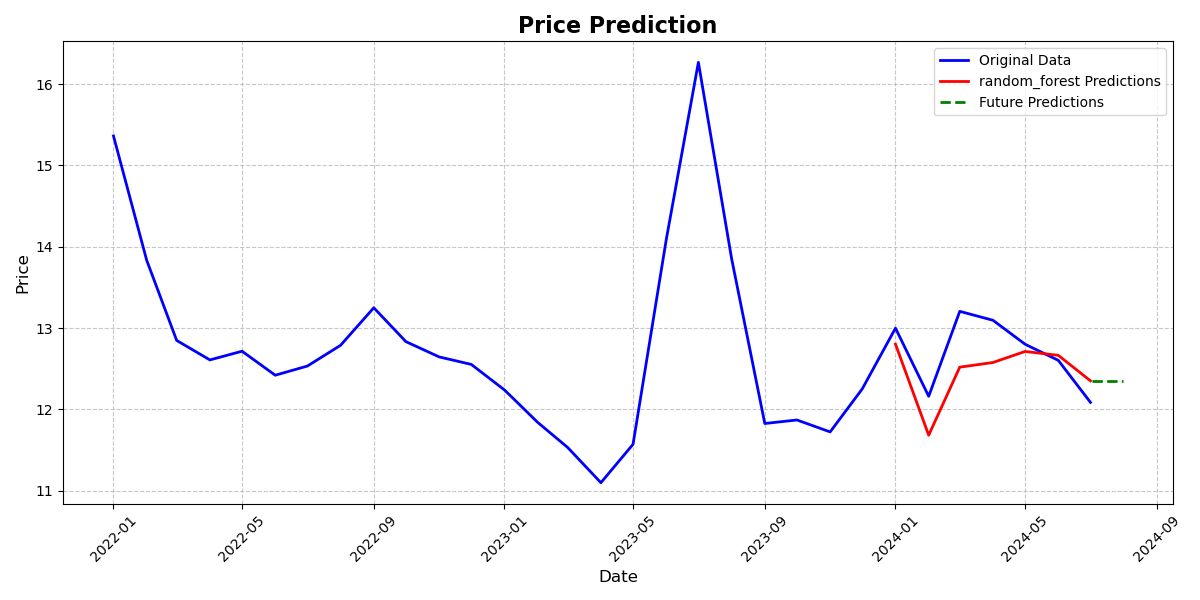 Price Prediction
Original Data
random_forest Predictions
Future Predictions
Price
16
15
14
13
12
11
2022-01
2022-05
2022-09
2023-01
2023-05
2023-09
2024-01
2024-05
2024-09
Date